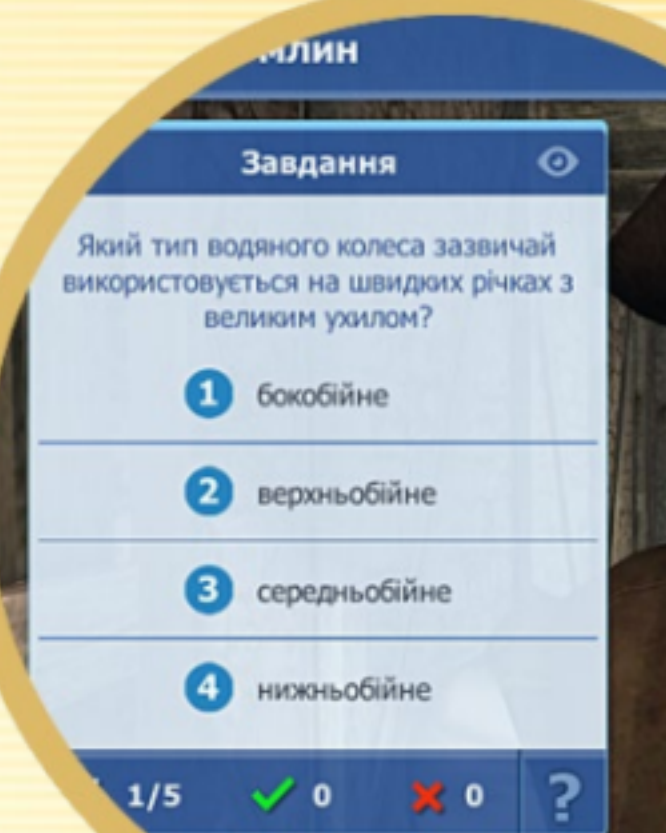 млин
Завдання
Який тип водяного колеса зазвичай
використовується на швидких річках з
великим ухилом?
1 бокобійне
2 верхньобійне
3 середньобійне
4 нижньобійне
1/5 0 0 ?